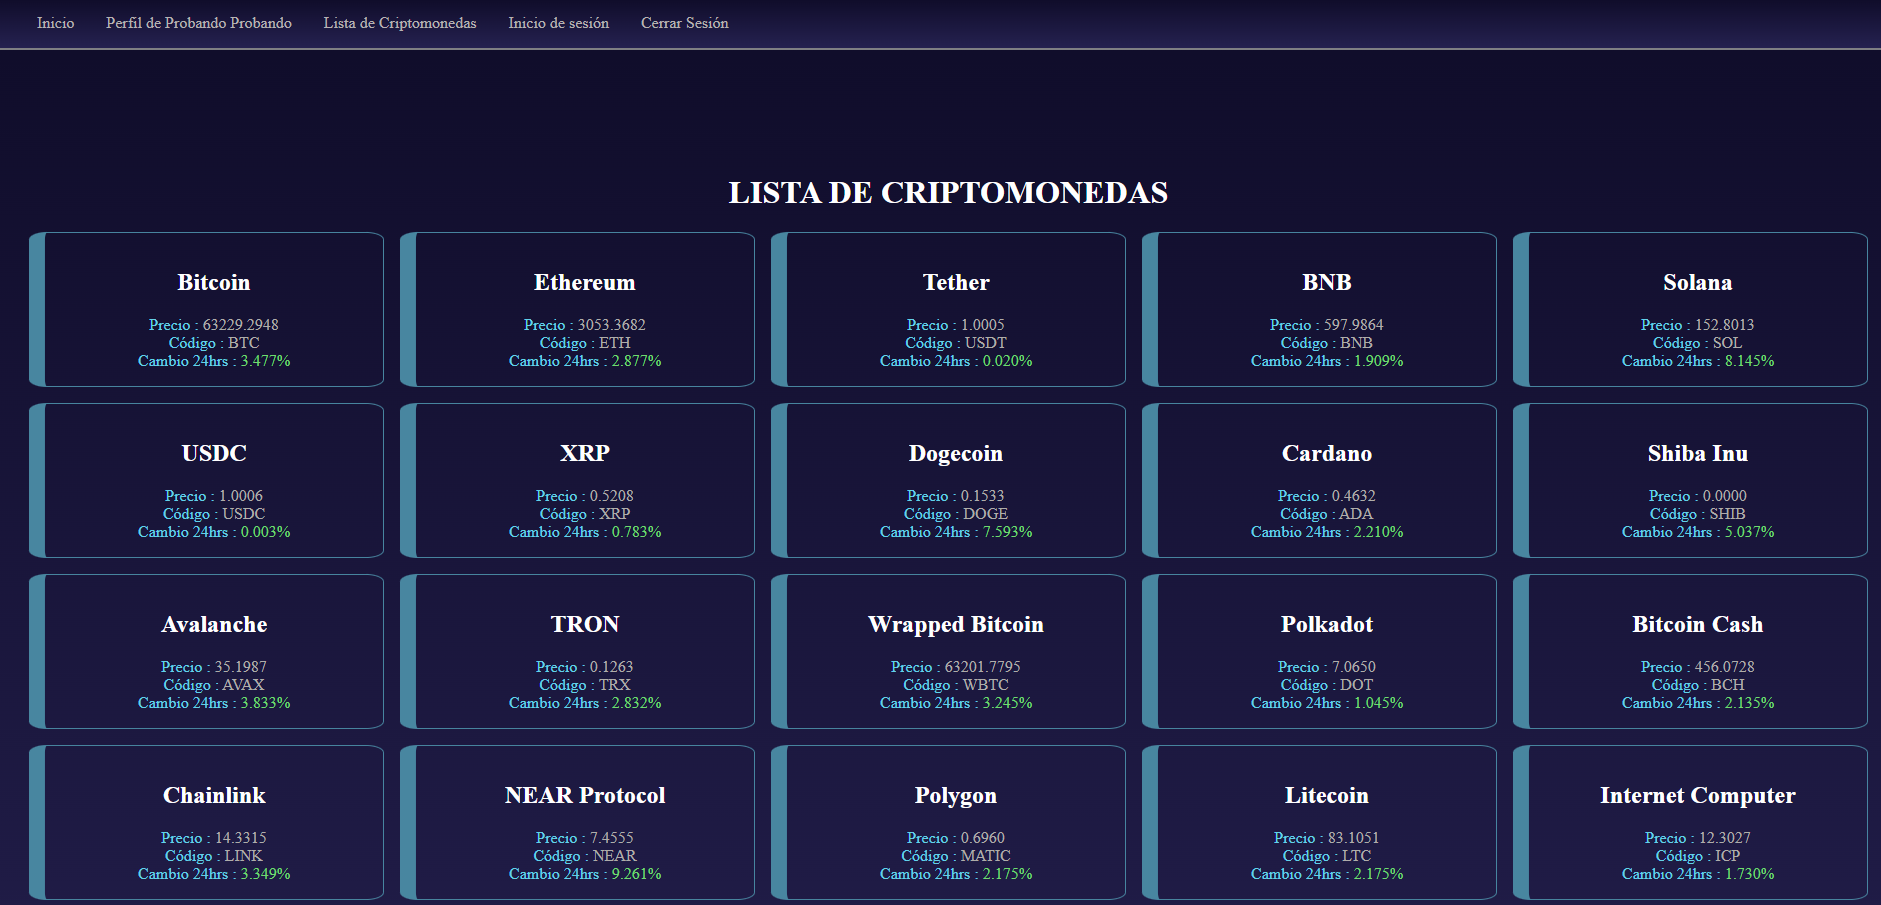 Inicio Perfil de Probando Probando Lista de Criptomonedas Inicio de sesión Cerrar Sesión
LISTA DE CRIPTOMONEDAS
Bitcoin
Precio : 63229.2948
Código : BTC
Cambio 24hrs : 3.477%
Ethereum
Precio : 3053.3682
Código : ETH
Cambio 24hrs : 2.877%
Tether
Precio : 1.0005
Código : USDT
Cambio 24hrs : 0.020%
BNB
Precio : 597.9864
Código : BNB
Cambio 24hrs : 1.909%
Solana
Precio : 152.8013
Código : SOL
Cambio 24hrs : 8.145%
USDC
Precio : 1.0006
Código : USDC
Cambio 24hrs : 0.003%
XRP
Precio : 0.5208
Código : XRP
Cambio 24hrs : 0.783%
Dogecoin
Precio : 0.1533
Código : DOGE
Cambio 24hrs : 7.593%
Cardano
Precio : 0.4632
Código : ADA
Cambio 24hrs : 2.210%
Shiba Inu
Precio : 0.0000
Código : SHIB
Cambio 24hrs : 5.037%
Avalanche
Precio : 35.1987
Código : AVAX
Cambio 24hrs : 3.833%
TRON
Precio : 0.1263
Código : TRX
Cambio 24hrs : 2.832%
Wrapped Bitcoin
Precio : 63201.7795
Código : WBTC
Cambio 24hrs : 3.245%
Polkadot
Precio : 7.0650
Código : DOT
Cambio 24hrs : 1.045%
Bitcoin Cash
Precio : 456.0728
Código : BCH
Cambio 24hrs : 2.135%
Chainlink
Precio : 14.3315
Código : LINK
Cambio 24hrs : 3.349%
NEAR Protocol
Precio : 7.4555
Código : NEAR
Cambio 24hrs : 9.261%
Polygon
Precio : 0.6960
Código : MATIC
Cambio 24hrs : 2.175%
Litecoin
Precio : 83.1051
Código : LTC
Cambio 24hrs : 2.175%
Internet Computer
Precio : 12.3027
Código : ICP
Cambio 24hrs : 1.730%